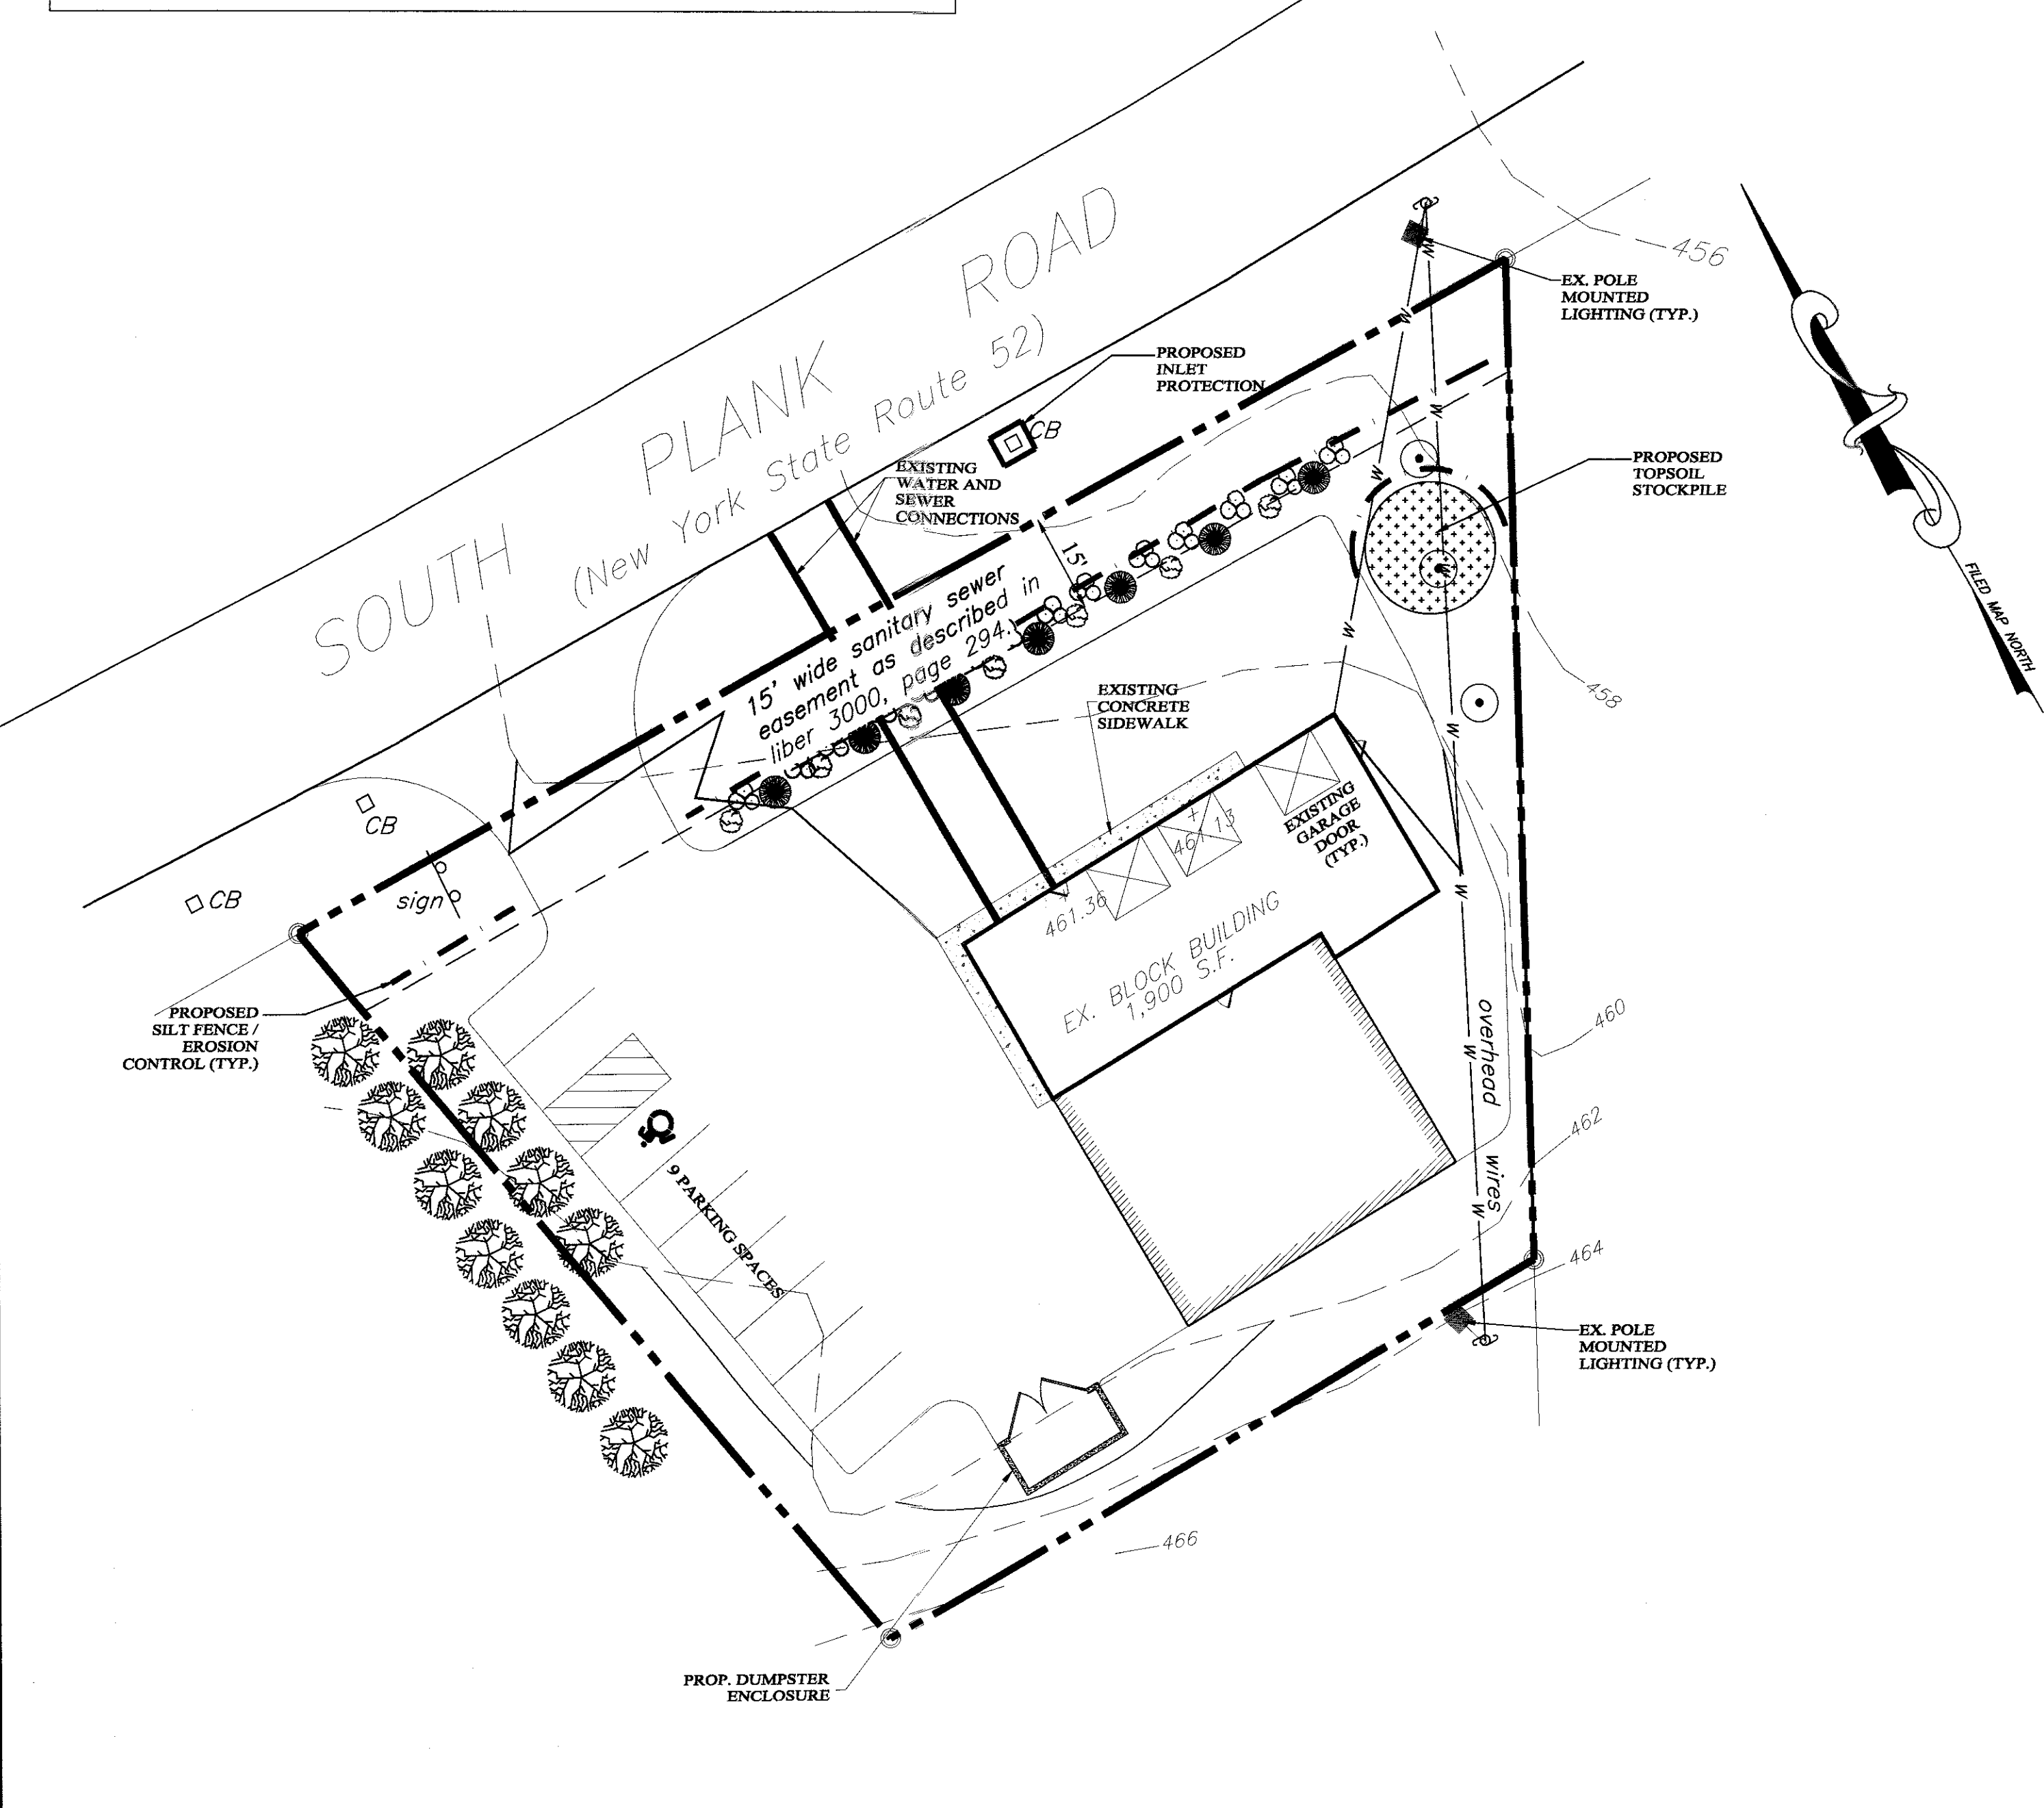 SOUTH PLANK ROAD
(New York State Route 52)
456
EX. POLE
MOUNTED
LIGHTING (TYP.)
PROPOSED
INLET
PROTECTION
CB
EXISTING
WATER AND
SEWER
CONNECTIONS
PROPOSED
TOPSOIL
STOCKPILE
FILED MAP NORTH
15'
15' wide sanitary sewer
easement as described in
liber 3000, page 294.)
458
EXISTING
CONCRETE
SIDEWALK
EXISTING
GARAGE
DOOR
(TYP.)
461.13
461.36
CB
CB
sign
EX. BLOCK BUILDING
1,900 S.F.
W
W
W
W
W
W
W
W
W
W
W
overhead
wires
PROPOSED
SILT FENCE /
EROSION
CONTROL (TYP.)
9 PARKING SPACES
460
462
464
EX. POLE
MOUNTED
LIGHTING (TYP.)
466
PROP. DUMPSTER
ENCLOSURE